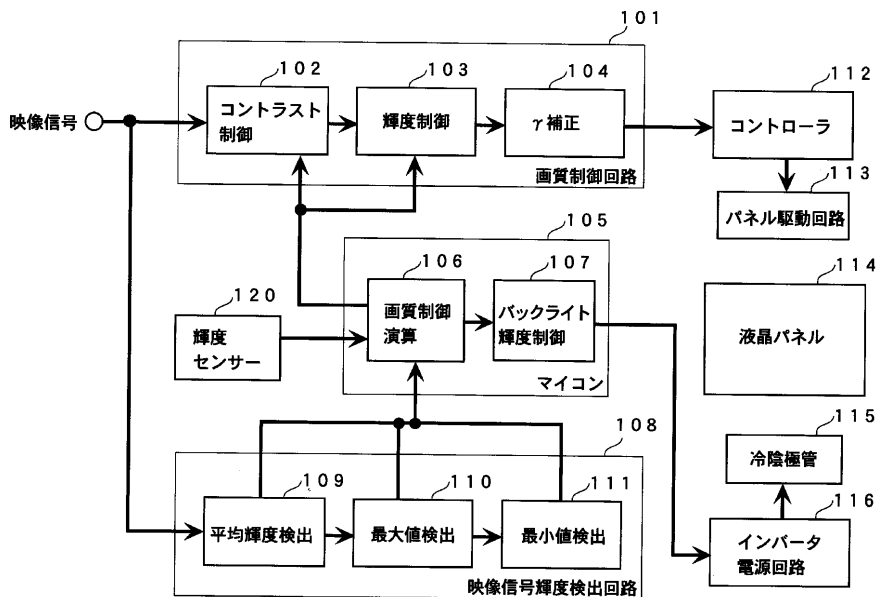 101
102
103
104
112
映像信号
コントラスト
制御
輝度制御
γ補正
コントローラ
画質制御回路
113
パネル駆動回路
105
106
107
114
120
輝度
センサー
画質制御
演算
バックライト
輝度制御
マイコン
液晶パネル
108
115
109
110
111
冷陰極管
116
平均輝度検出
最大値検出
最小値検出
インバータ
電源回路
映像信号輝度検出回路